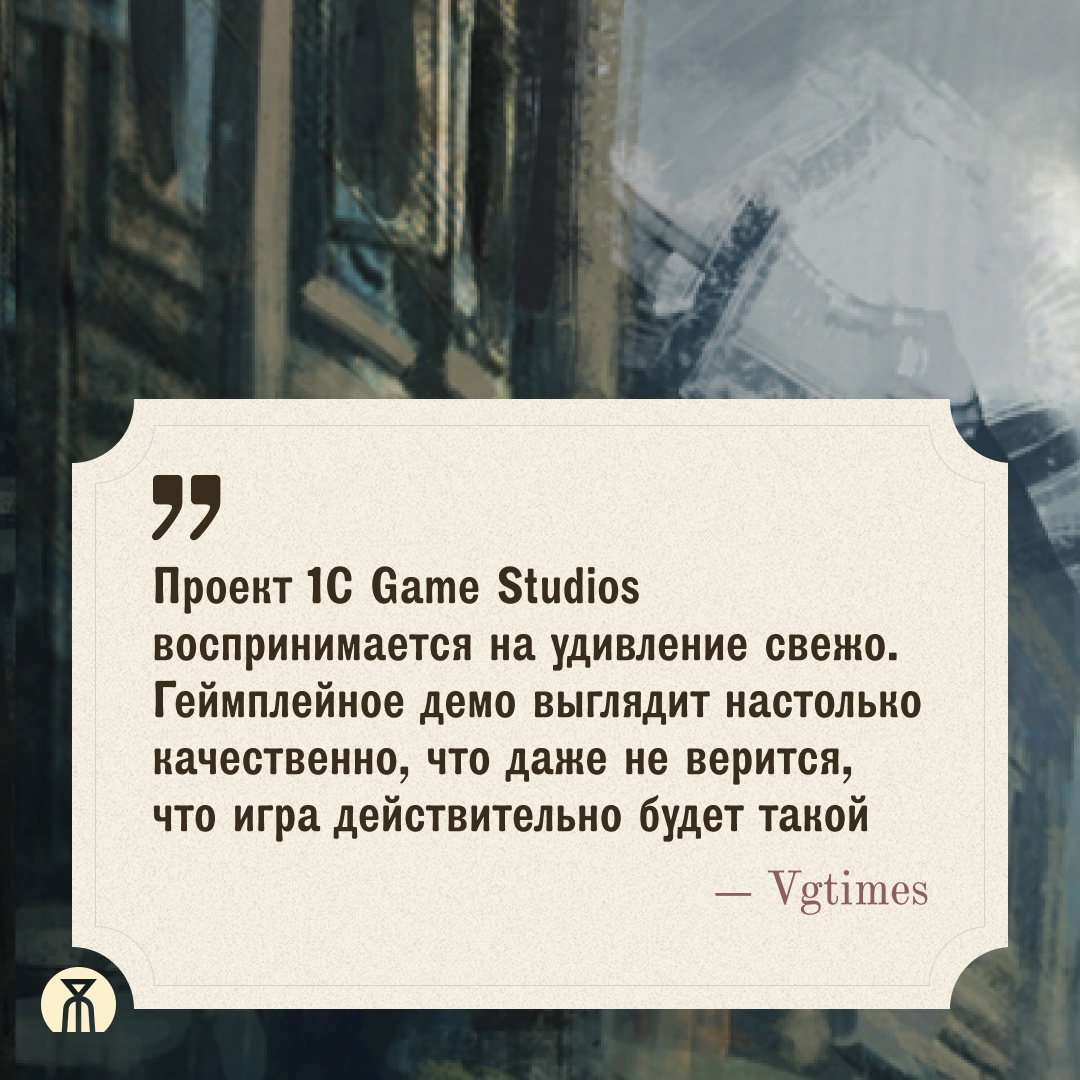 ”
Проект 1С Game Studios
воспринимается на удивление свежо.
Геймплейное демо выглядит настолько
качественно, что даже не верится,
что игра действительно будет такой
— Vgtimes